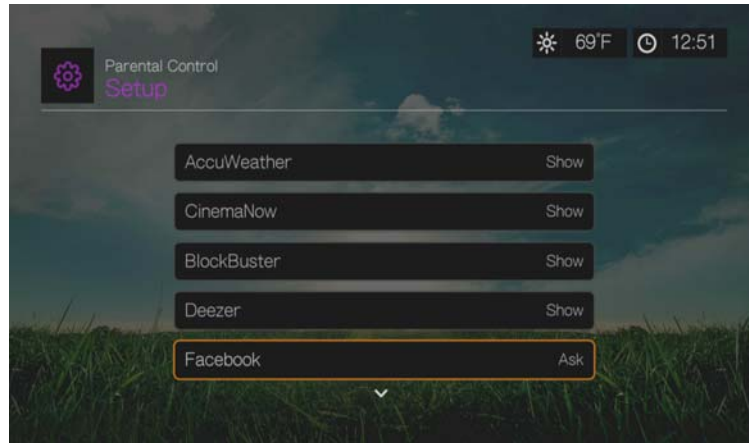 69°F 12:51
Parental Control
Setup
AccuWeather Show
CinemaNow Show
BlockBuster Show
Deezer Show
Facebook Ask